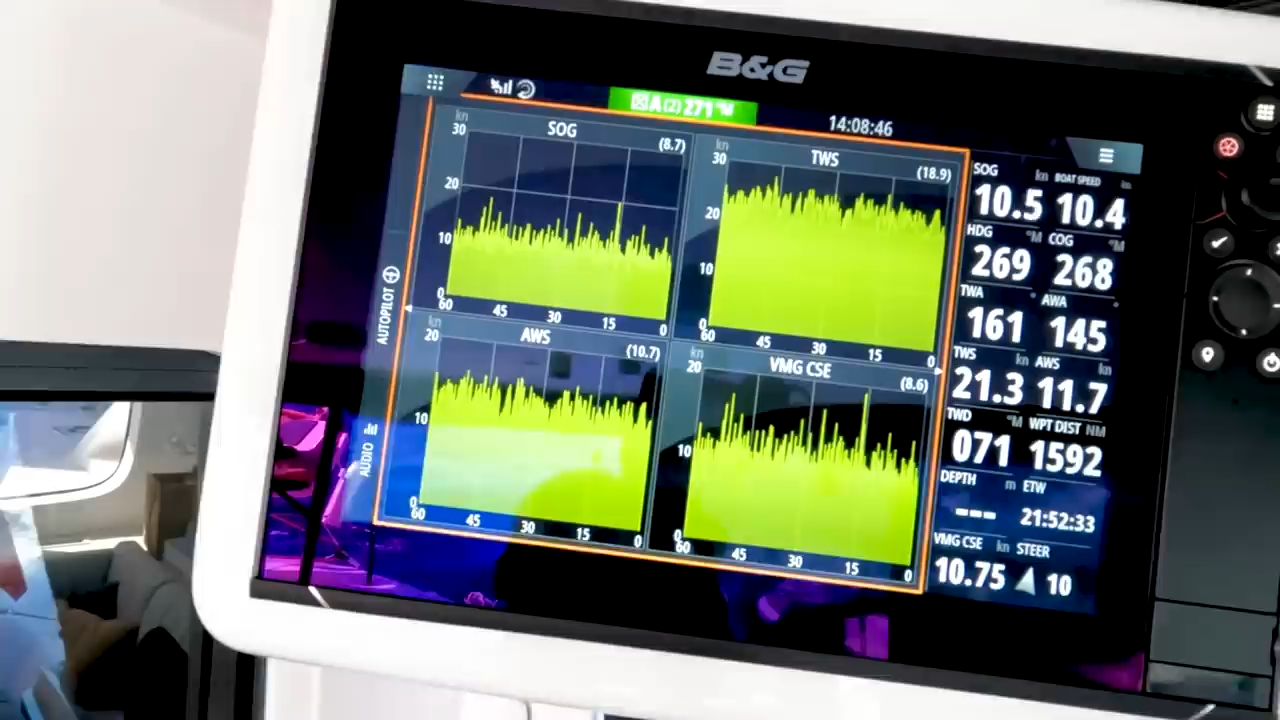 B&G
A(2) 271°M
14:08:46
kn SOG (8.7)
30
20
10
0
60 45 30 15 0
kn TWS (18.9)
30
20
10
0
60 45 30 15 0
kn AWS (10.7)
20
10
0
60 45 30 15 0
kn VMG CSE (8.6)
20
10
0
60 45 30 15 0
AUTOPILOT
AUDIO
SOG kn BOAT SPEED kn
10.5 10.4
HDG °M COG °M
269 268
TWA ° AWA °
161 145
TWS kn AWS kn
21.3 11.7
TWD °M WPT DIST NM
071 1592
DEPTH m ETW
--- 21:52:33
VMG CSE kn STEER
10.75 10